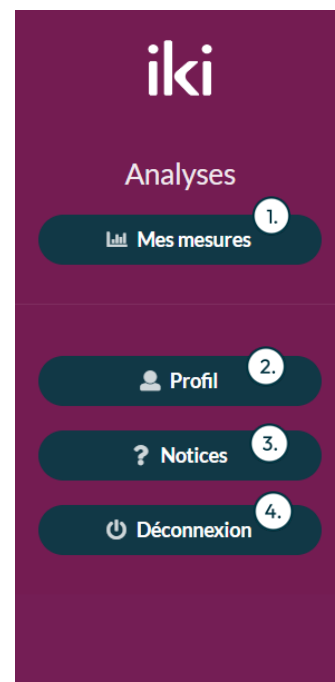 iki
Analyses
1.
Mes mesures
2.
Profil
3.
? Notices
4.
Déconnexion